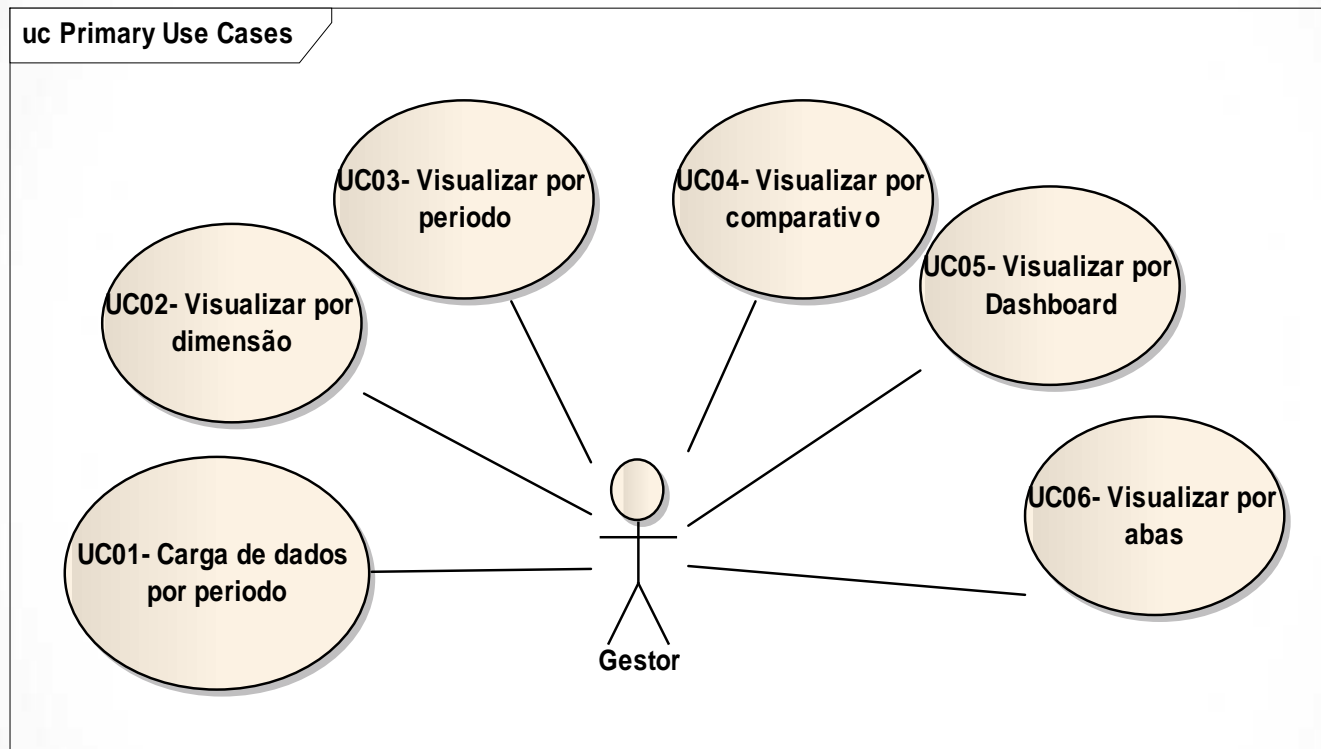 uc Primary Use Cases
UC03- Visualizar por
periodo
UC04- Visualizar por
comparativo
UC02- Visualizar por
dimensão
UC05- Visualizar por
Dashboard
UC01- Carga de dados
por periodo
UC06- Visualizar por
abas
Gestor